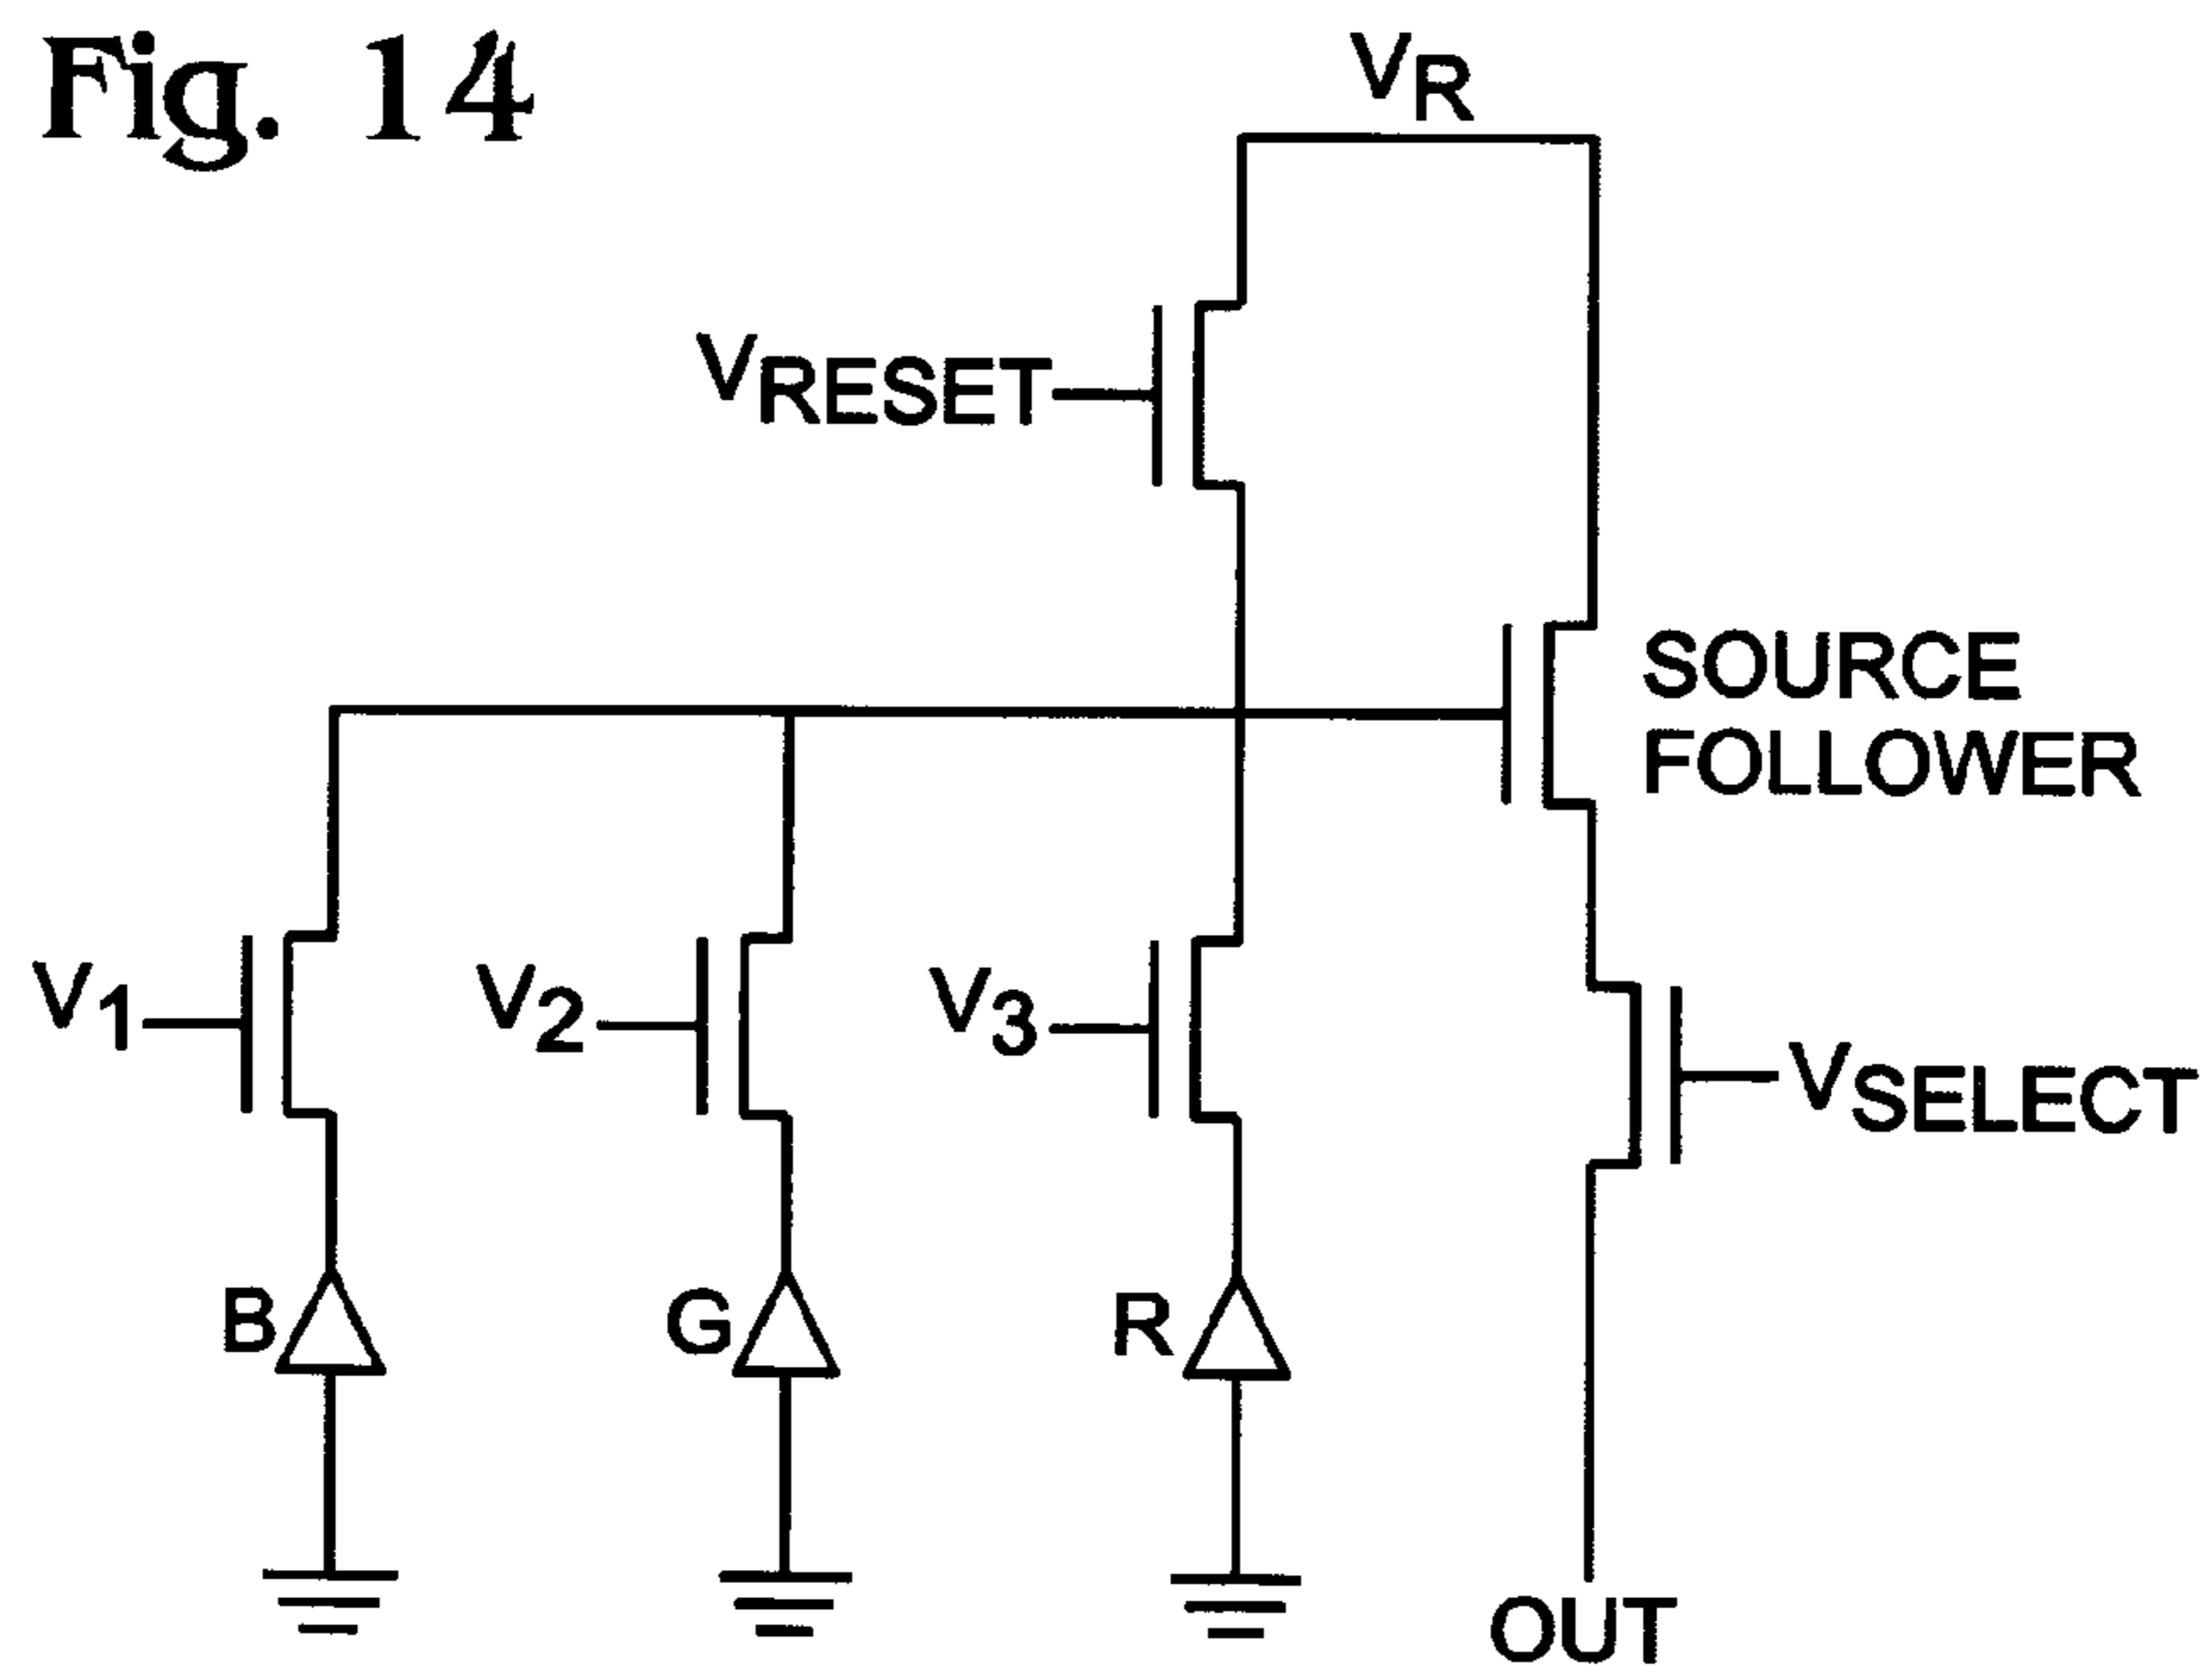 Fig. 14
VR
VRESET
SOURCE
FOLLOWER
V1
V2
V3
VSELECT
B
G
R
OUT